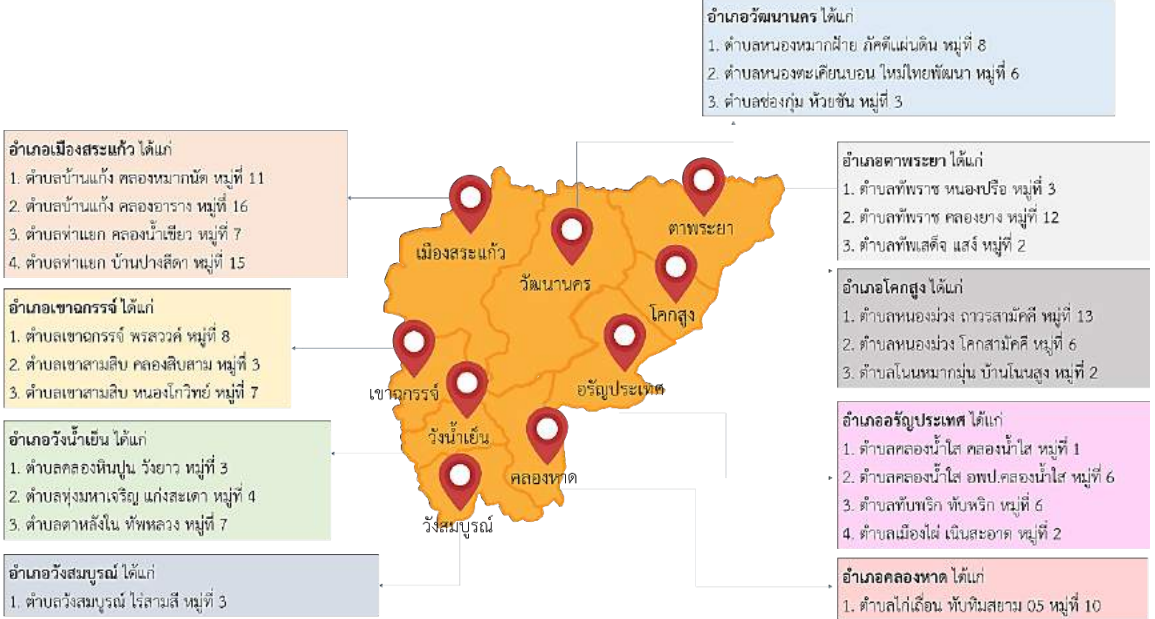 อำเภอวัฒนานคร ได้แก่
1. ตำบลหนองหมากฝ้าย ภักดีแผ่นดิน หมู่ที่ 8
2. ตำบลหนองตะเคียนบอน ใหม่ไทยพัฒนา หมู่ที่ 6
3. ตำบลช่องกุ่ม ห้วยชัน หมู่ที่ 3
อำเภอเมืองสระแก้ว ได้แก่
1. ตำบลบ้านแก้ง คลองหมากนัด หมู่ที่ 11
2. ตำบลบ้านแก้ง คลองอาราง หมู่ที่ 16
3. ตำบลท่าแยก คลองน้ำเขียว หมู่ที่ 7
4. ตำบลท่าแยก บ้านปางสีดา หมู่ที่ 15
อำเภอตาพระยา ได้แก่
1. ตำบลทัพราช หนองปรือ หมู่ที่ 3
2. ตำบลทัพราช คลองยาง หมู่ที่ 12
3. ตำบลทัพเสด็จ แสง์ หมู่ที่ 2
ตาพระยา
เมืองสระแก้ว
วัฒนานคร
โคกสูง
อำเภอโคกสูง ได้แก่
1. ตำบลหนองม่วง ถาวรสามัคคี หมู่ที่ 13
2. ตำบลหนองม่วง โคกสามัคคี หมู่ที่ 6
3. ตำบลโนนหมากมุ่น บ้านโนนสูง หมู่ที่ 2
อำเภอเขาฉกรรจ์ ได้แก่
1. ตำบลเขาฉกรรจ์ พรสวรรค์ หมู่ที่ 8
2. ตำบลเขาสามสิบ คลองสิบสาม หมู่ที่ 3
3. ตำบลเขาสามสิบ หนองโกวิทย์ หมู่ที่ 7
เขาฉกรรจ์
อรัญประเทศ
วังน้ำเย็น
คลองหาด
วังสมบูรณ์
อำเภอวังน้ำเย็น ได้แก่
1. ตำบลคลองหินปูน วังยาว หมู่ที่ 3
2. ตำบลทุ่งมหาเจริญ แก่งสะเดา หมู่ที่ 4
3. ตำบลตาหลังใน ทัพหลวง หมู่ที่ 7
อำเภออรัญประเทศ ได้แก่
1. ตำบลคลองน้ำใส คลองน้ำใส หมู่ที่ 1
2. ตำบลคลองน้ำใส อพป.คลองน้ำใส หมู่ที่ 6
3. ตำบลทับพริก ทับพริก หมู่ที่ 6
4. ตำบลเมืองไผ่ เนินสะอาด หมู่ที่ 2
อำเภอวังสมบูรณ์ ได้แก่
1. ตำบลวังสมบูรณ์ ไร่สามสี หมู่ที่ 3
อำเภอคลองหาด ได้แก่
1. ตำบลไก่เถื่อน ทับทิมสยาม 05 หมู่ที่ 10